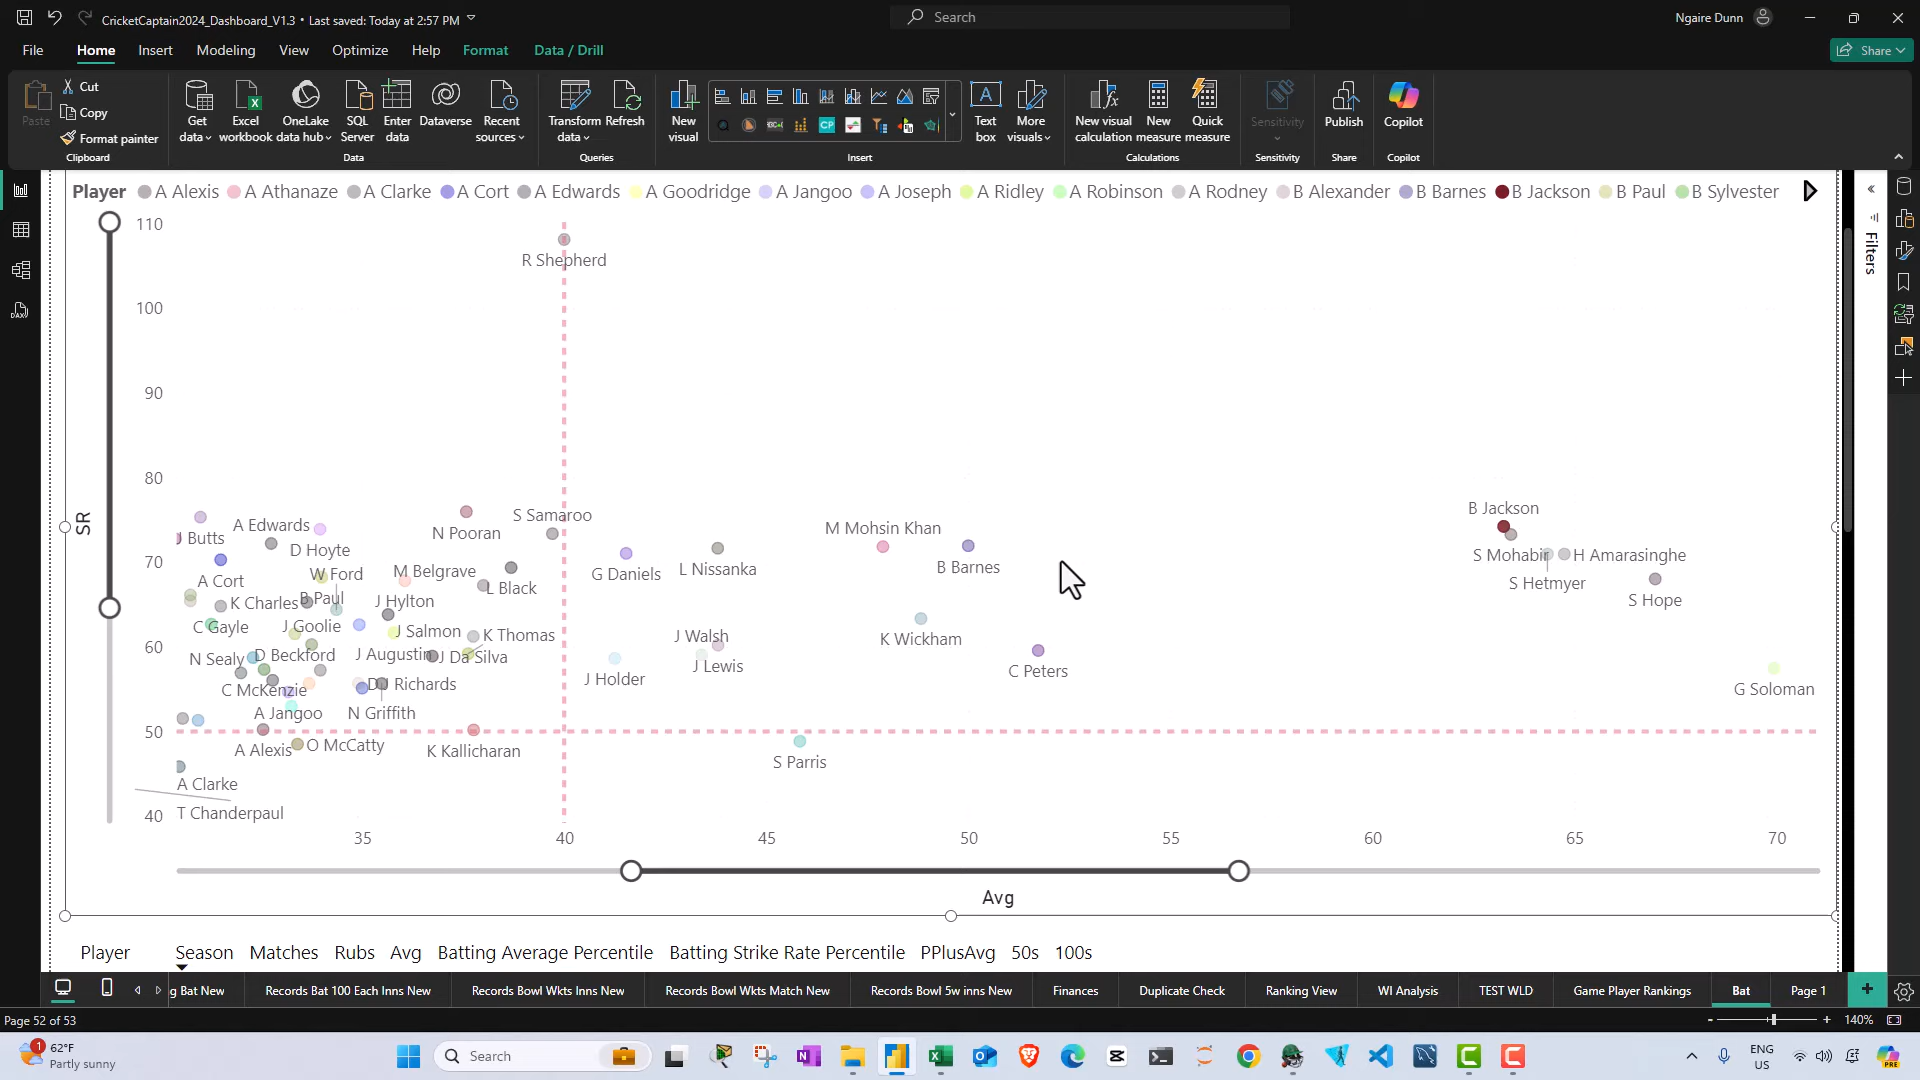 CricketCaptain2024_Dashboard_V1.3 • Last saved: Today at 2:57 PM
Search
Ngaire Dunn
File Home Insert Modeling View Optimize Help Format Data / Drill
Share
Paste
Cut
Copy
Format painter
Clipboard
Get data
Excel workbook
OneLake data hub
SQL Server
Enter data
Dataverse
Recent sources
Data
Transform data
Refresh
Queries
New visual
Text box
More visuals
Insert
New visual calculation
New measure
Quick measure
Calculations
Sensitivity
Sensitivity
Publish
Share
Copilot
Copilot
Player A Alexis A Athanaze A Clarke A Cort A Edwards A Goodridge A Jangoo A Joseph A Ridley A Robinson A Rodney B Alexander B Barnes B Jackson B Paul B Sylvester
Filters
110
R Shepherd
100
90
80
SR
B Jackson
S Samaroo
A Edwards
M Mohsin Khan
N Pooran
J Butts
D Hoyte
70
S Mohabir
H Amarasinghe
B Barnes
L Nissanka
M Belgrave
W Ford
G Daniels
A Cort
S Hetmyer
L Black
B Paul
S Hope
J Hylton
K Charles
C Gayle
J Goolie
J Salmon
K Thomas
J Walsh
K Wickham
60
D Beckford
J Augustin
J Da Silva
N Sealy
J Lewis
C Peters
J Holder
D Richards
C McKenzie
G Soloman
A Jangoo
N Griffith
50
O McCatty
A Alexis
K Kallicharan
S Parris
A Clarke
T Chanderpaul
40
35 40 45 50 55 60 65 70
Avg
Player Season Matches Rubs Avg Batting Average Percentile Batting Strike Rate Percentile PPlusAvg 50s 100s
g Bat New Records Bat 100 Each Inns New Records Bowl Wkts Inns New Records Bowl Wkts Match New Records Bowl 5w inns New Finances Duplicate Check Ranking View WI Analysis TEST WLD Game Player Rankings Bat Page 1
Page 52 of 53
140%
1
62°F
Partly sunny
Search
ENG
US
PRE